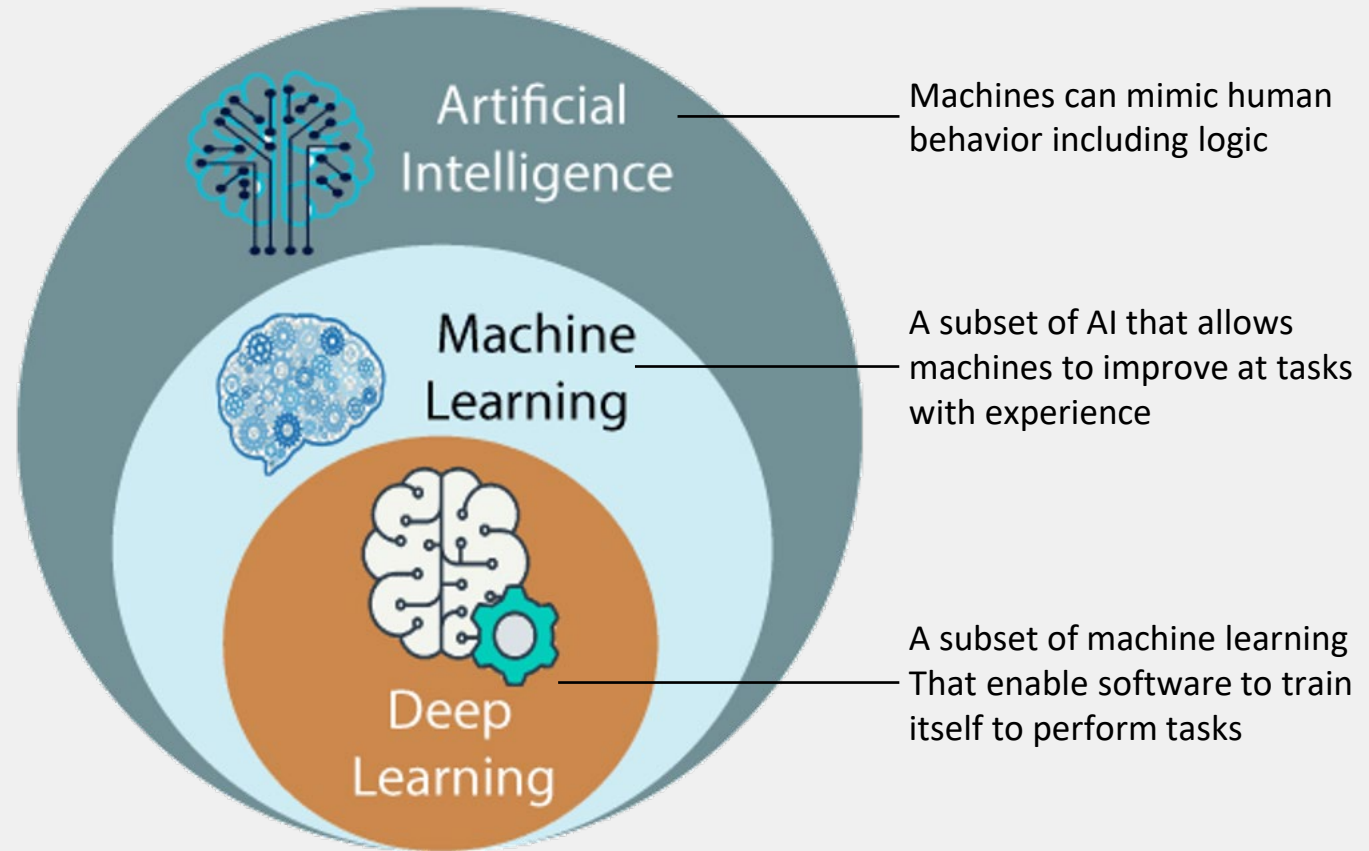 Artificial
Intelligence
Machines can mimic human
behavior including logic
Machine
Learning
A subset of AI that allows
machines to improve at tasks
with experience
Deep
Learning
A subset of machine learning
That enable software to train
itself to perform tasks